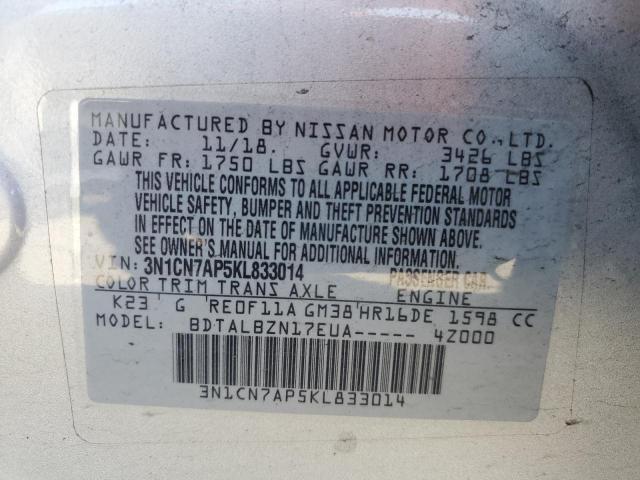 MANUFACTURED BY NISSAN MOTOR CO., LTD.
DATE: 11/18. GVWR: 3426 LBS
GAWR FR: 1750 LBS GAWR RR: 1708 LBS
THIS VEHICLE CONFORMS TO ALL APPLICABLE FEDERAL MOTOR
VEHICLE SAFETY, BUMPER AND THEFT PREVENTION STANDARDS
IN EFFECT ON THE DATE OF MANUFACTURE SHOWN ABOVE.
SEE OWNER'S MANUAL FOR ADDITIONAL INFORMATION.
VIN: 3N1CN7AP5KL833014 PASSENGER CAR
COLOR TRIM TRANS AXLE ENGINE
K23 G RE0F11A GM38 HR16DE 1598 CC
MODEL: BDTALBZN17EUA----- 4Z000
3N1CN7AP5KL833014